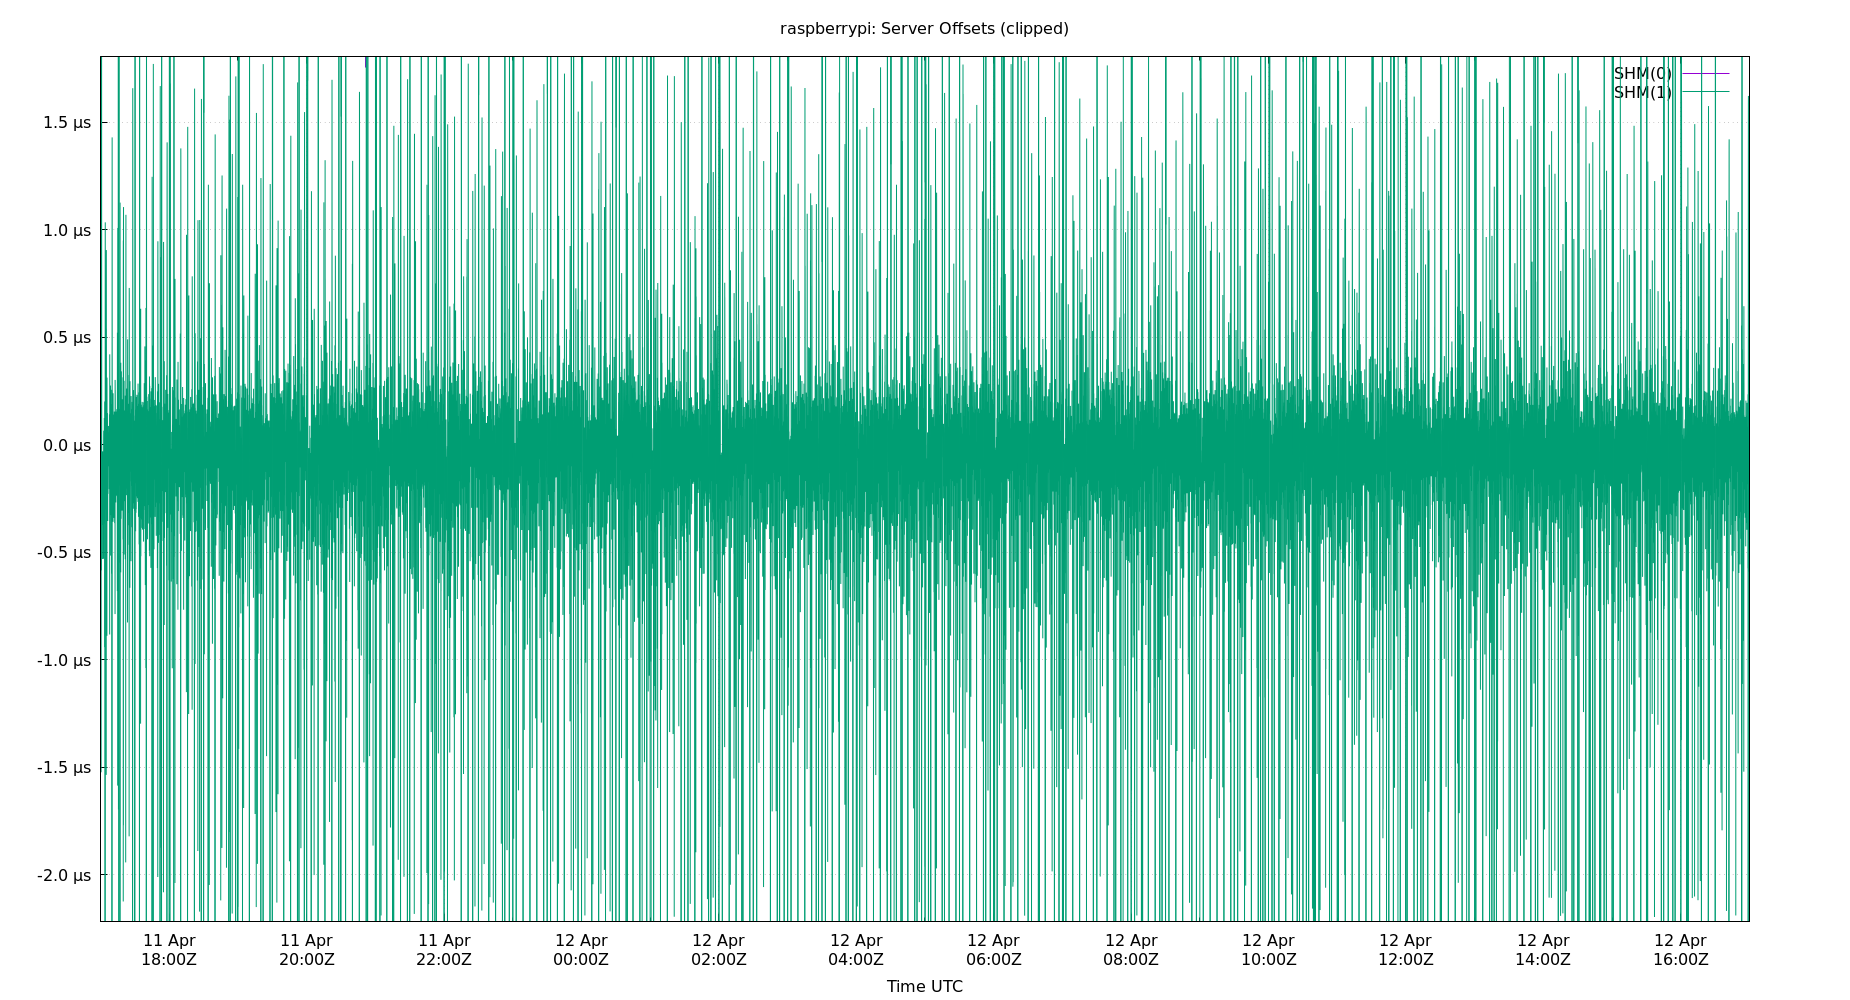 raspberrypi: Server Offsets (clipped)
SHM(0)
SHM(1)
1.5 µs
1.0 µs
0.5 µs
0.0 µs
-0.5 µs
-1.0 µs
-1.5 µs
-2.0 µs
11 Apr 11 Apr 11 Apr 12 Apr 12 Apr 12 Apr 12 Apr 12 Apr 12 Apr 12 Apr 12 Apr 12 Apr
18:00Z 20:00Z 22:00Z 00:00Z 02:00Z 04:00Z 06:00Z 08:00Z 10:00Z 12:00Z 14:00Z 16:00Z
Time UTC